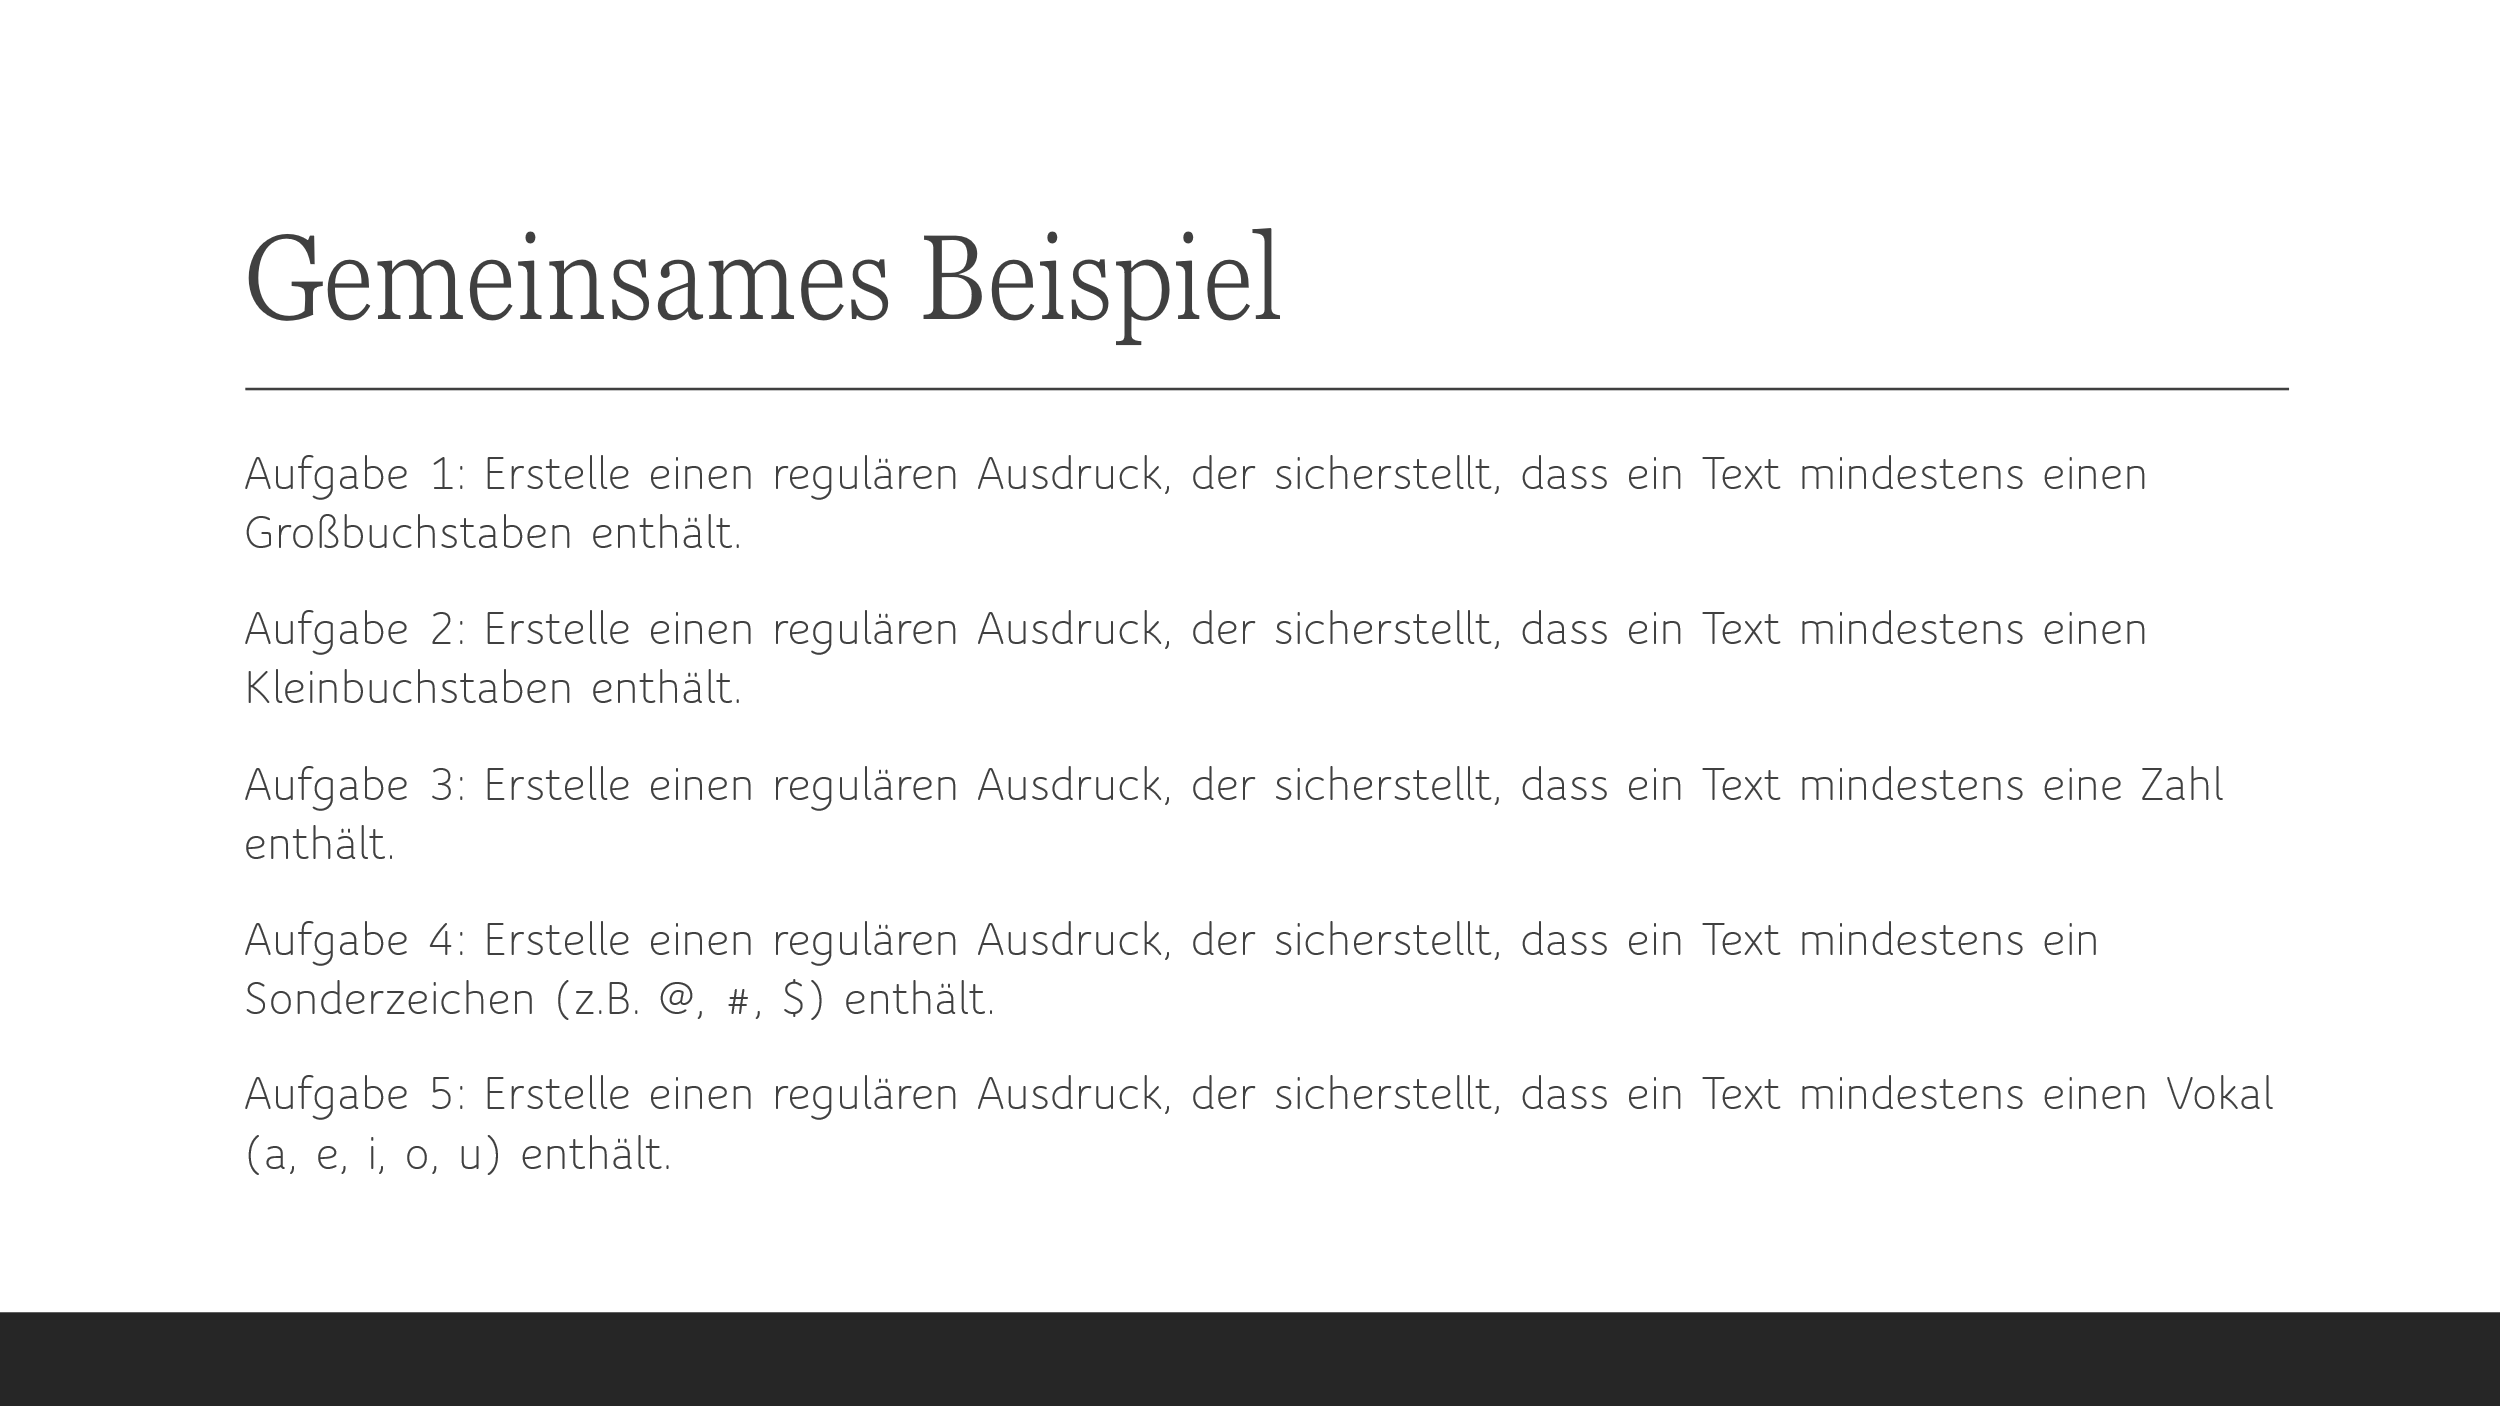 Gemeinsames Beispiel
Aufgabe 1: Erstelle einen regulären Ausdruck, der sicherstellt, dass ein Text mindestens einen
Großbuchstaben enthält.
Aufgabe 2: Erstelle einen regulären Ausdruck, der sicherstellt, dass ein Text mindestens einen
Kleinbuchstaben enthält.
Aufgabe 3: Erstelle einen regulären Ausdruck, der sicherstellt, dass ein Text mindestens eine Zahl
enthält.
Aufgabe 4: Erstelle einen regulären Ausdruck, der sicherstellt, dass ein Text mindestens ein
Sonderzeichen (z.B. @, #, $) enthält.
Aufgabe 5: Erstelle einen regulären Ausdruck, der sicherstellt, dass ein Text mindestens einen Vokal
(a, e, i, o, u) enthält.